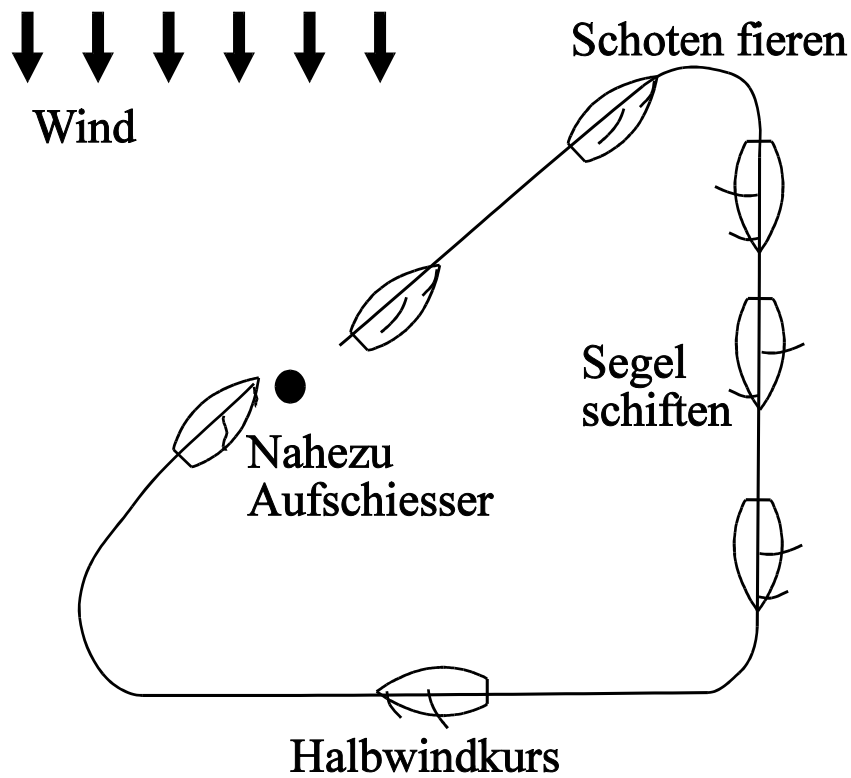 Schoten fieren
Wind
Segel
schiften
Nahezu
Aufschiesser
Halbwindkurs